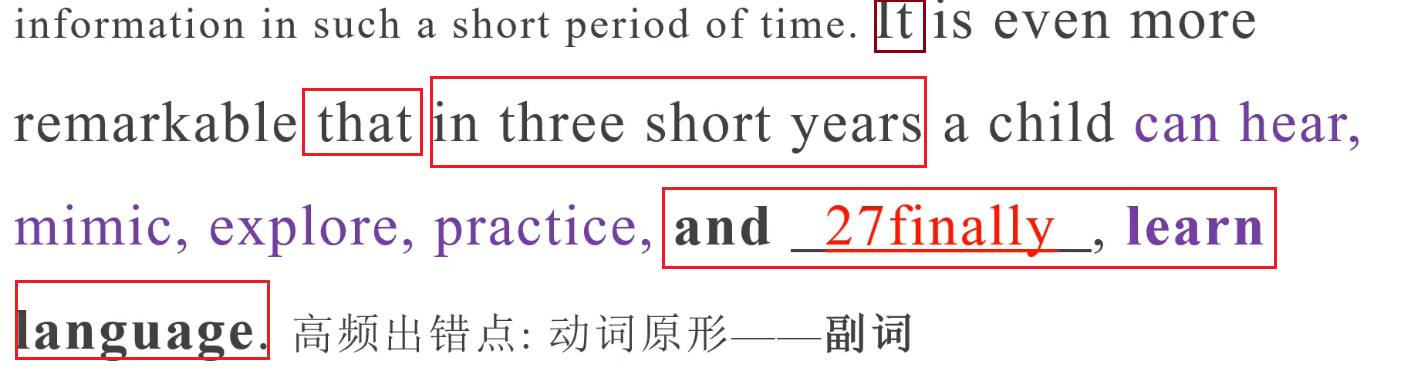 information in such a short period of time. It is even more
remarkable that in three short years a child can hear,
mimic, explore, practice, and __27finally__, learn
language. 高频出错点: 动词原形——副词